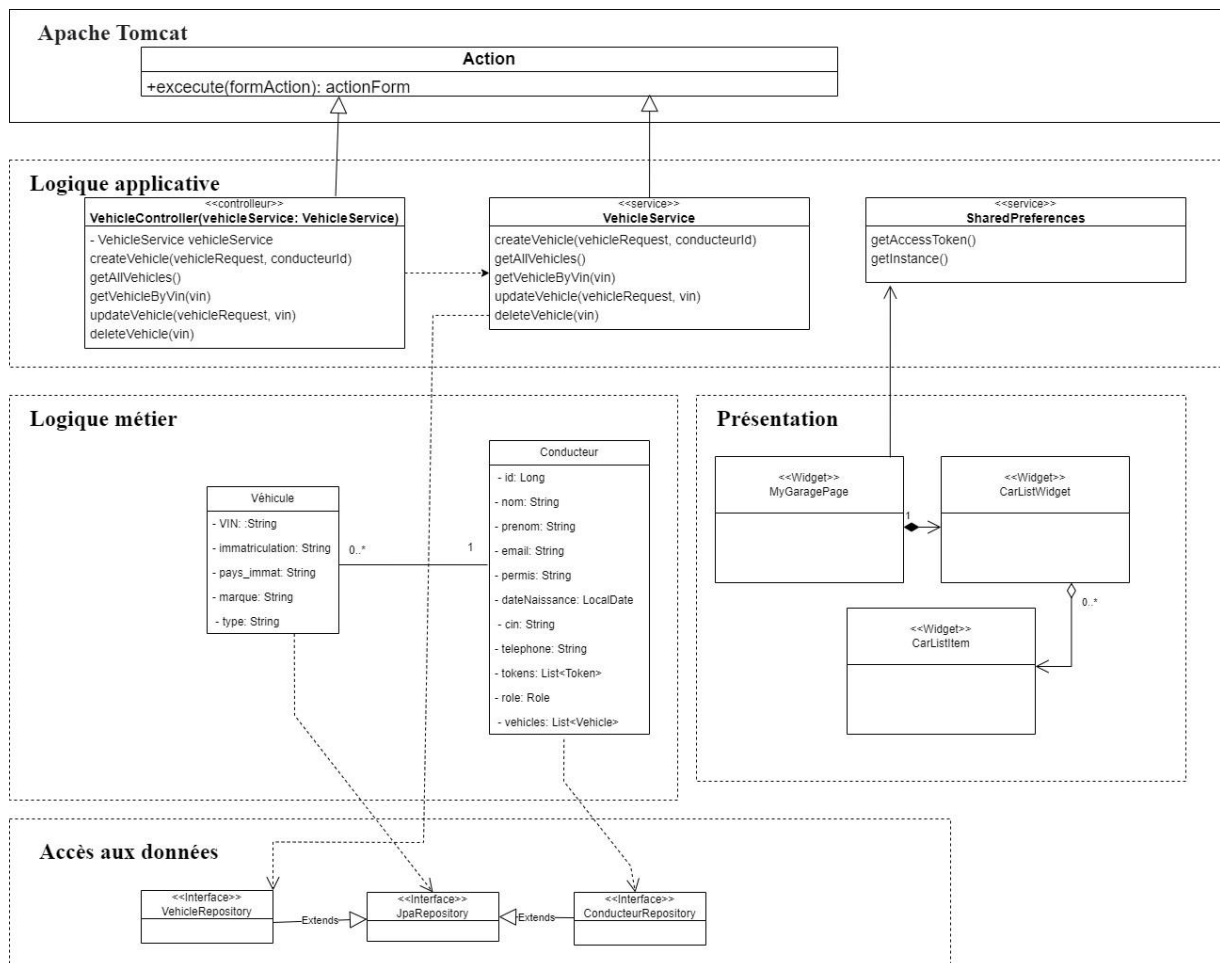 Apache Tomcat
Action
+excecute(formAction): actionForm
Logique applicative
<<controlleur>>
VehicleController(vehicleService: VehicleService)
- VehicleService vehicleService
createVehicle(vehicleRequest, conducteurId)
getAllVehicles()
getVehicleByVin(vin)
updateVehicle(vehicleRequest, vin)
deleteVehicle(vin)
<<service>>
VehicleService
createVehicle(vehicleRequest, conducteurId)
getAllVehicles()
getVehicleByVin(vin)
updateVehicle(vehicleRequest, vin)
deleteVehicle(vin)
<<service>>
SharedPreferences
getAccessToken()
getInstance()
Logique métier
Véhicule
- VIN: :String
- immatriculation: String
- pays_immat: String
- marque: String
- type: String
0..*
1
Conducteur
- id: Long
- nom: String
- prenom: String
- email: String
- permis: String
- dateNaissance: LocalDate
- cin: String
- telephone: String
- tokens: List<Token>
- role: Role
- vehicles: List<Vehicle>
Présentation
<<Widget>>
MyGaragePage
1
<<Widget>>
CarListWidget
0..*
<<Widget>>
CarListItem
Accès aux données
<<Interface>>
VehicleRepository
Extends
<<Interface>>
JpaRepository
Extends
<<Interface>>
ConducteurRepository